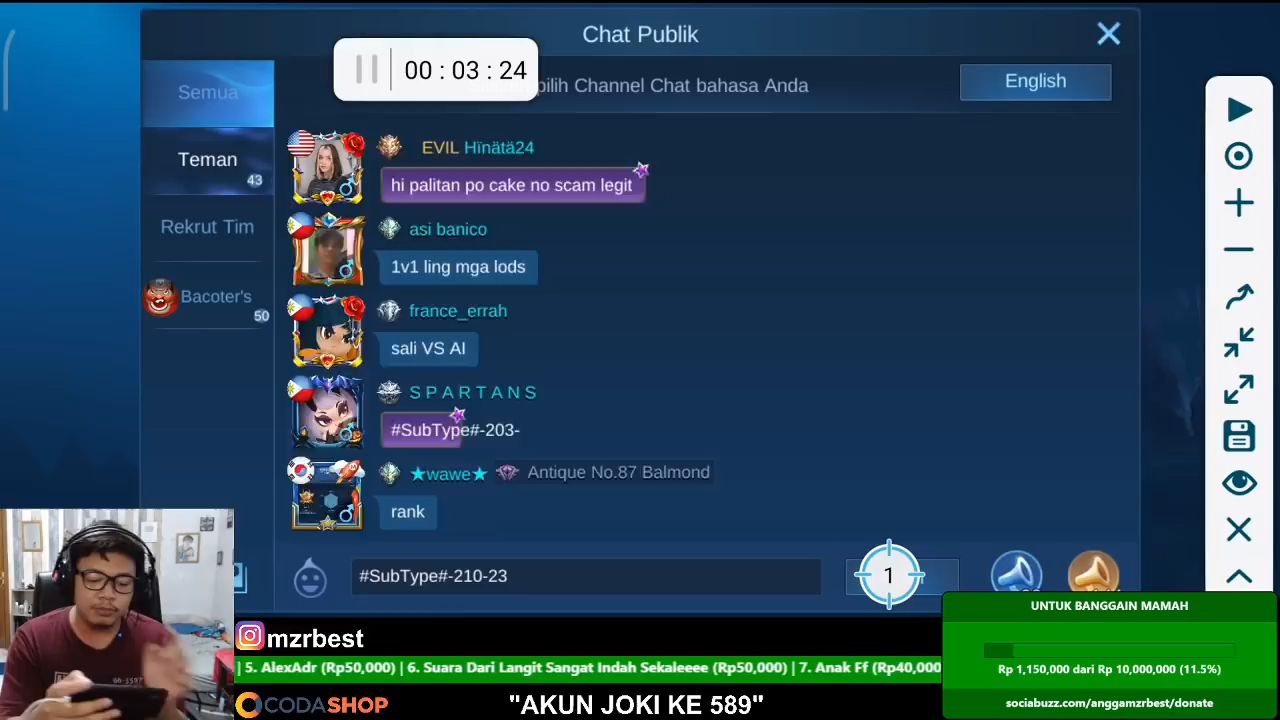 Chat Publik
00 : 03 : 24
pilih Channel Chat bahasa Anda
English
Semua
Teman
43
Rekrut Tim
Bacoter's
50
EVIL Hïnätä24
hi palitan po cake no scam legit
asi banico
1v1 ling mga lods
france_errah
sali VS AI
S P A R T A N S
#SubType#-203-
★wawe★ Antique No.87 Balmond
rank
#SubType#-210-23
1
UNTUK BANGGAIN MAMAH
Rp 1,150,000 dari Rp 10,000,000 (11.5%)
sociabuzz.com/anggamzrbest/donate
mzrbest
| 5. AlexAdr (Rp50,000) | 6. Suara Dari Langit Sangat Indah Sekaleeee (Rp50,000) | 7. Anak Ff (Rp40,000
CODASHOP
"AKUN JOKI KE 589"